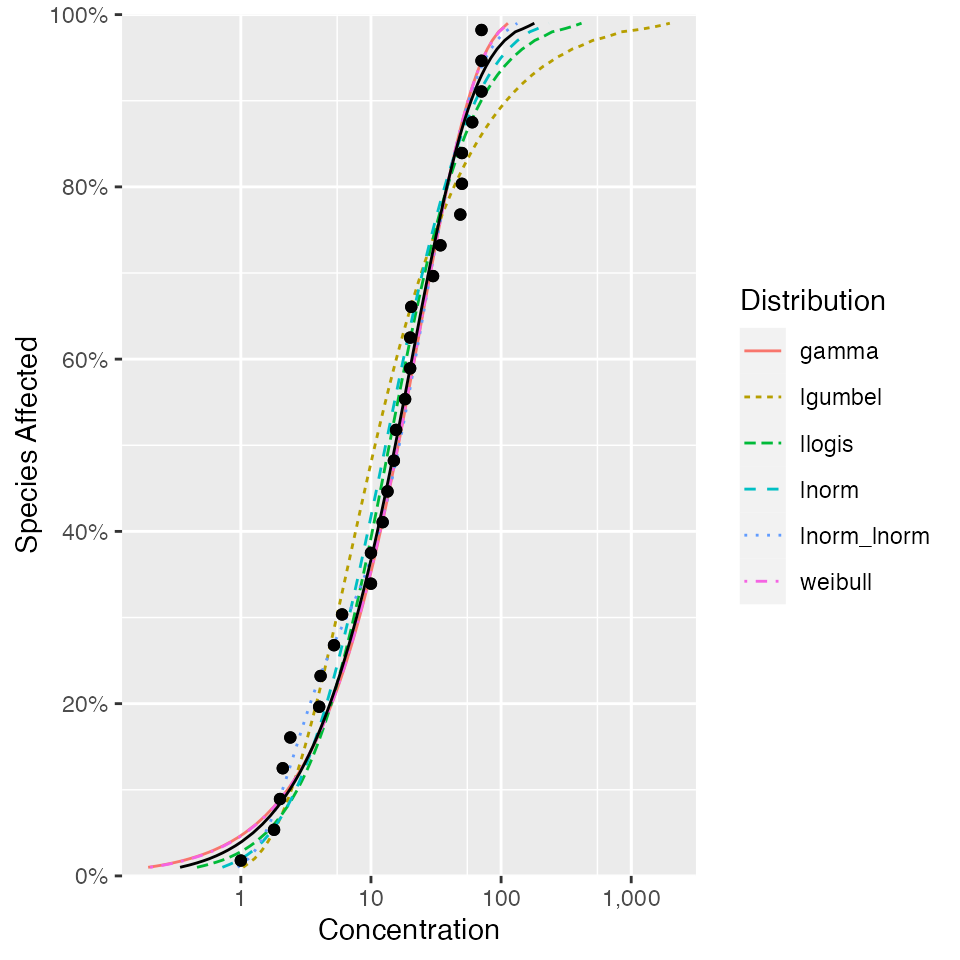 100%
80%
60%
40%
20%
0%
Species Affected
1
10
100
1,000
Concentration
Distribution
gamma
lgumbel
llogis
lnorm
lnorm_lnorm
weibull